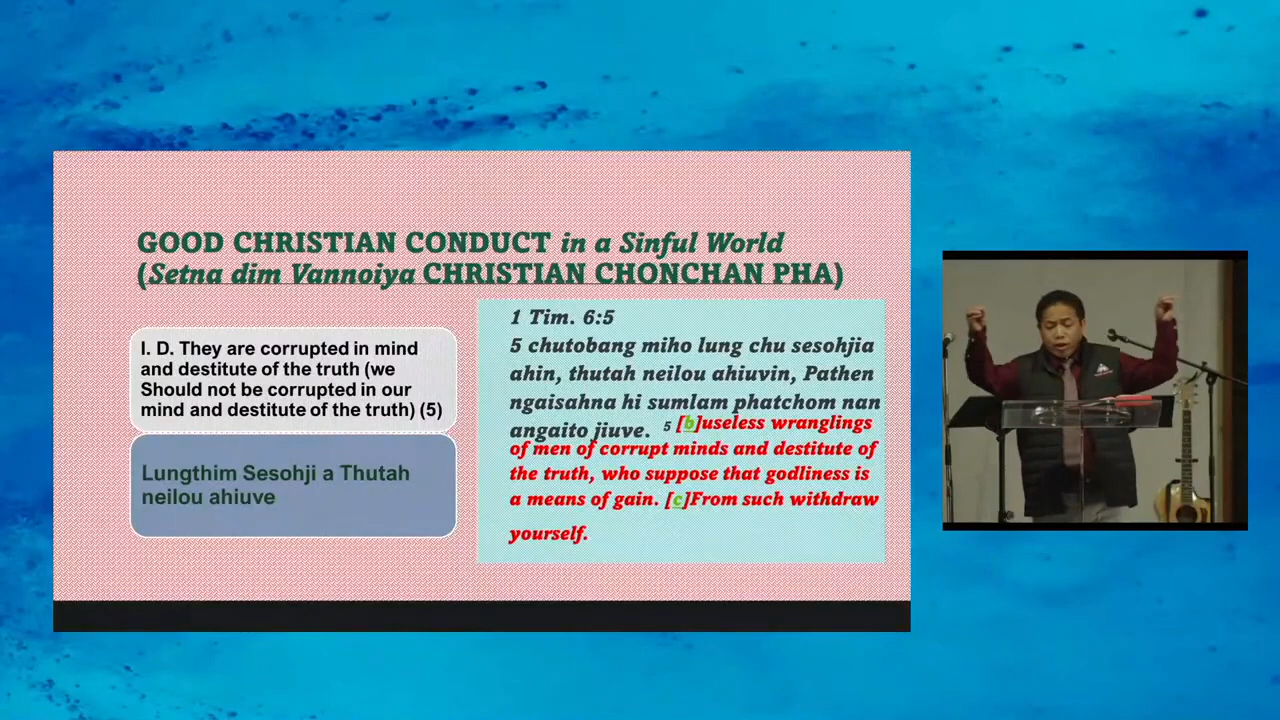 GOOD CHRISTIAN CONDUCT in a Sinful World
(Setna dim Vannoiya CHRISTIAN CHONCHAN PHA)
I. D. They are corrupted in mind
and destitute of the truth (we
Should not be corrupted in our
mind and destitute of the truth) (5)
Lungthim Sesohji a Thutah
neilou ahiuve
1 Tim. 6:5
5 chutobang miho lung chu sesohjia
ahin, thutah neilou ahiuvin, Pathen
ngaisahna hi sumlam phatchom nan
angaito jiuve. 5 [b]useless wranglings
of men of corrupt minds and destitute of
the truth, who suppose that godliness is
a means of gain. [c]From such withdraw
yourself.